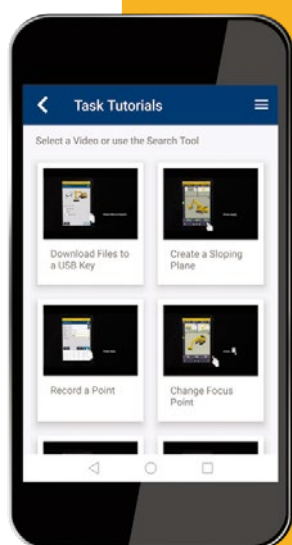 Task Tutorials
Select a Video or use the Search Tool
Download Files to
a USB Key
Create a Sloping
Plane
Record a Point
Change Focus
Point